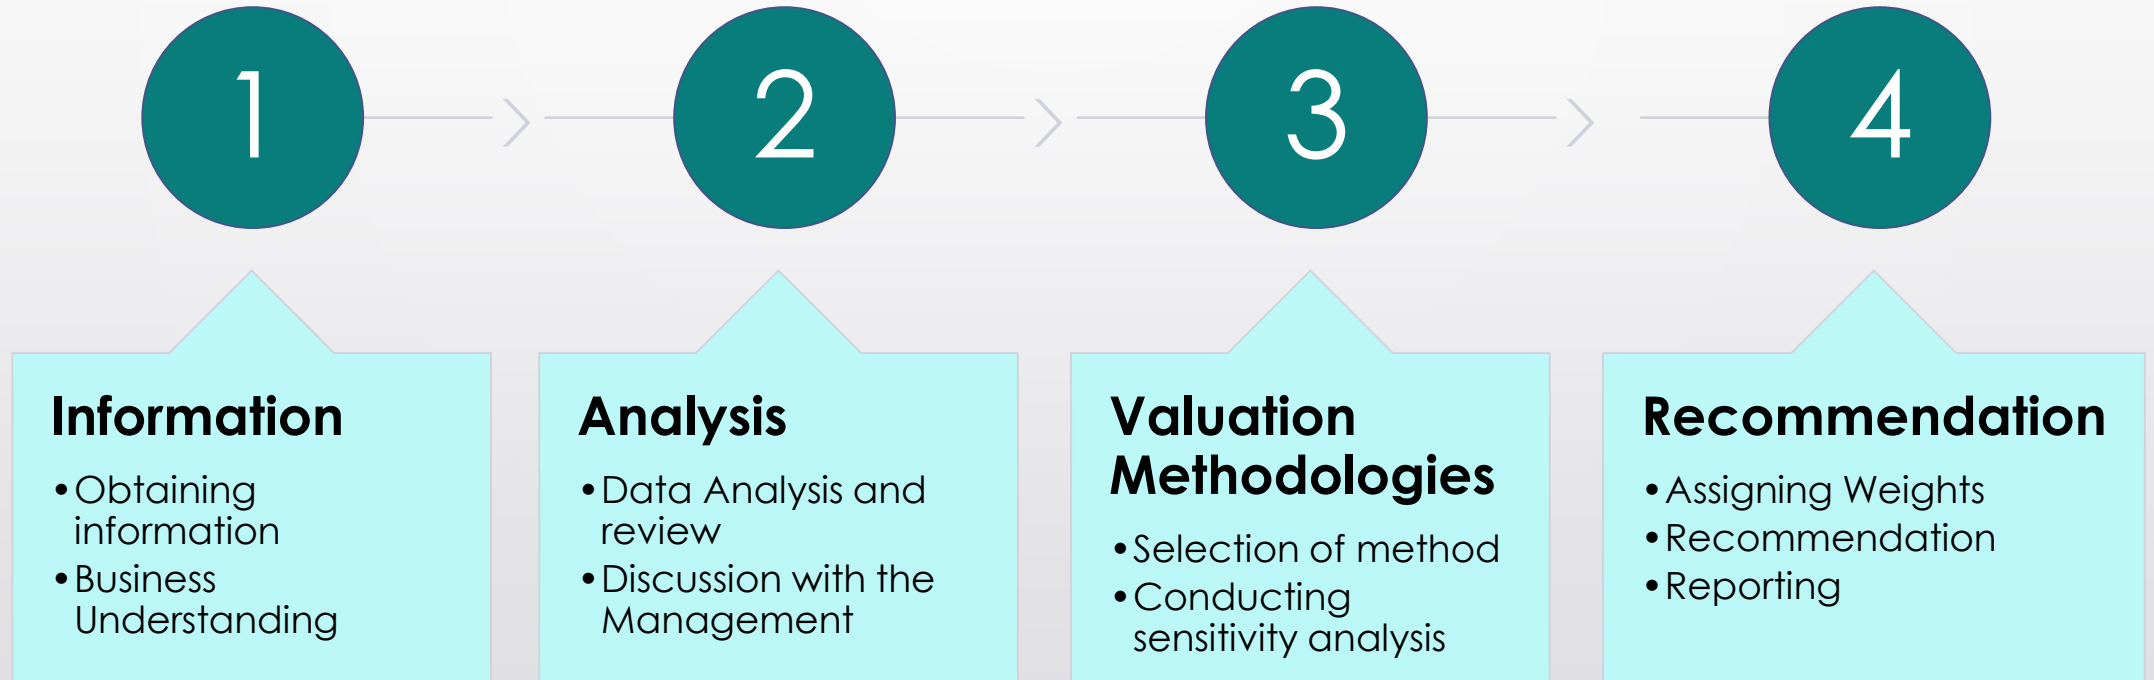 1
2
3
4
Information
•Obtaining
information
•Business
Understanding
Analysis
•Data Analysis and
review
•Discussion with the
Management
Valuation
Methodologies
•Selection of method
•Conducting
sensitivity analysis
Recommendation
•Assigning Weights
•Recommendation
•Reporting